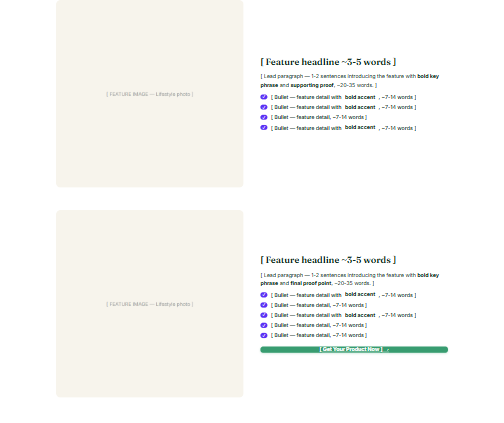 [ FEATURE IMAGE — Lifestyle photo ]
[ Feature headline ~3-5 words ]
[ Lead paragraph — 1-2 sentences introducing the feature with bold key
phrase and supporting proof, ~20-35 words. ]
[ Bullet — feature detail with bold accent , ~7-14 words ]
[ Bullet — feature detail with bold accent , ~7-14 words ]
[ Bullet — feature detail, ~7-14 words ]
[ Bullet — feature detail with bold accent , ~7-14 words ]
[ FEATURE IMAGE — Lifestyle photo ]
[ Feature headline ~3-5 words ]
[ Lead paragraph — 1-2 sentences introducing the feature with bold key
phrase and final proof point, ~20-35 words. ]
[ Bullet — feature detail with bold accent , ~7-14 words ]
[ Bullet — feature detail, ~7-14 words ]
[ Bullet — feature detail with bold accent , ~7-14 words ]
[ Bullet — feature detail, ~7-14 words ]
[ Bullet — feature detail, ~7-14 words ]
[ Get Your Product Now ]